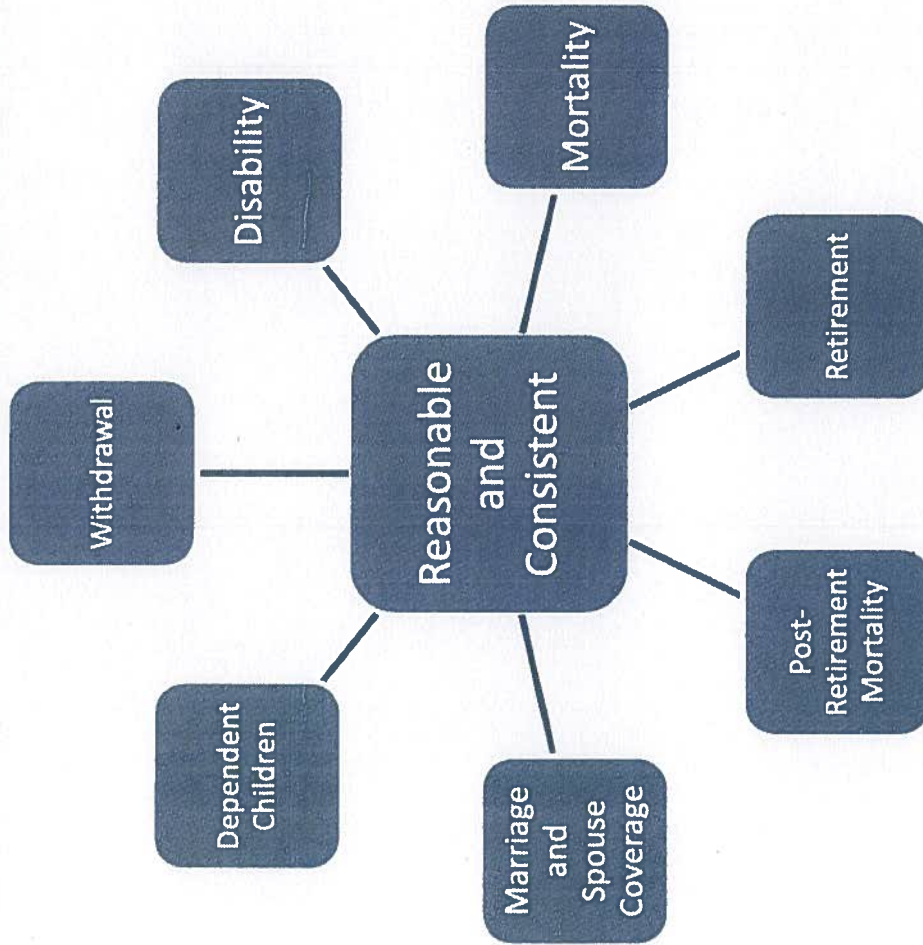 Withdrawal
Disability
Mortality
Retirement
Post-
Retirement
Mortality
Marriage
and
Spouse
Coverage
Dependent
Children
Reasonable
and
Consistent